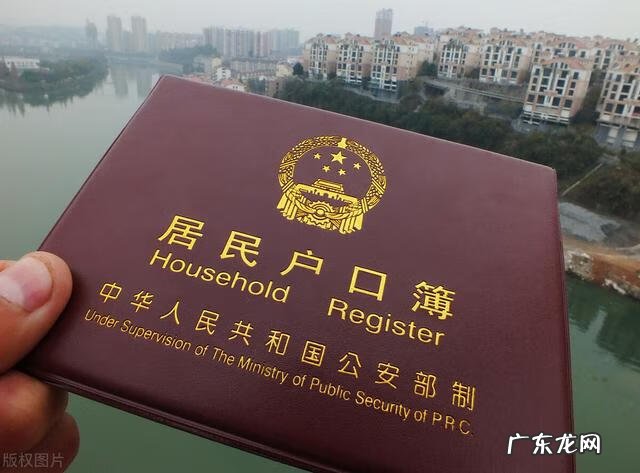 居民户口簿
Household Register
中华人民共和国公安部制
Under Supervision of The Ministry of Public Security of P.R.C.
版权图片
广东龙网